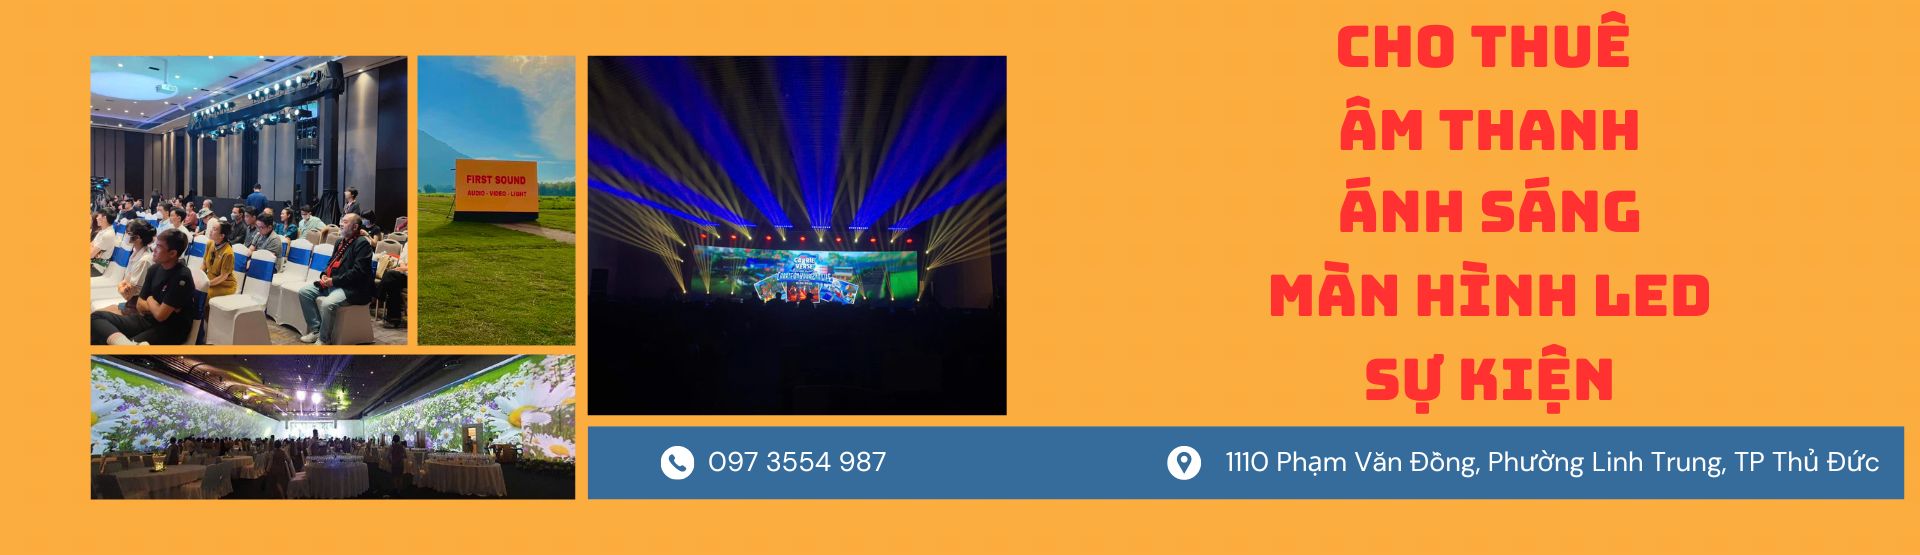 CHO THUÊ
ÂM THANH
ÁNH SÁNG
MÀN HÌNH LED
SỰ KIỆN
FIRST SOUND
AUDIO - VIDEO - LIGHT
097 3554 987
1110 Phạm Văn Đồng, Phường Linh Trung, TP Thủ Đức